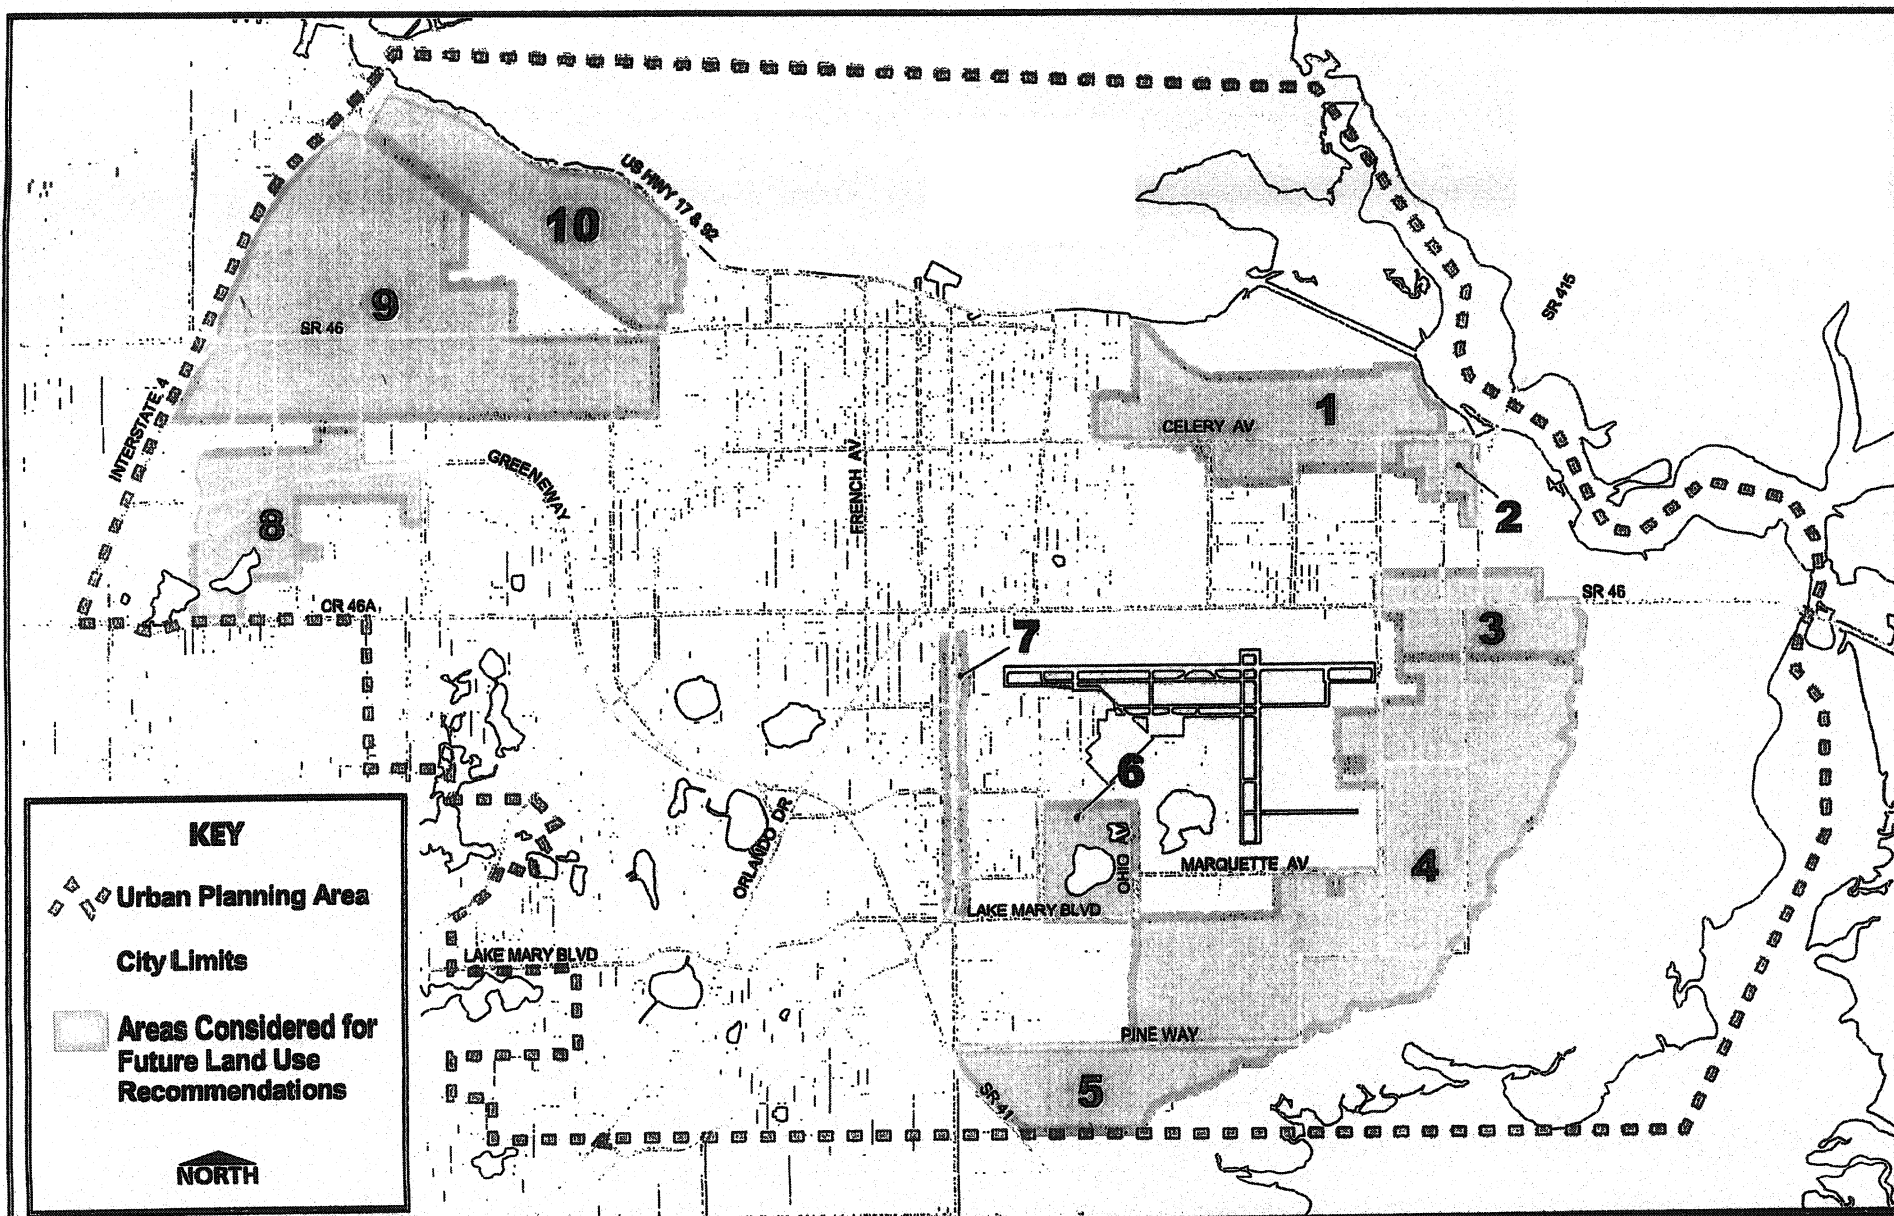 US HWY 17 & 92
10
9
SR 46
SR 415
INTERSTATE 4
1
CELERY AV
GREENEWAY
FRENCH AV
2
8
CR 46A
SR 46
3
7
6
ORLANDO DR
OHIO AV
MARQUETTE AV
4
LAKE MARY BLVD
LAKE MARY BLVD
PINE WAY
5
SR 41
KEY
Urban Planning Area
City Limits
Areas Considered for
Future Land Use
Recommendations
NORTH